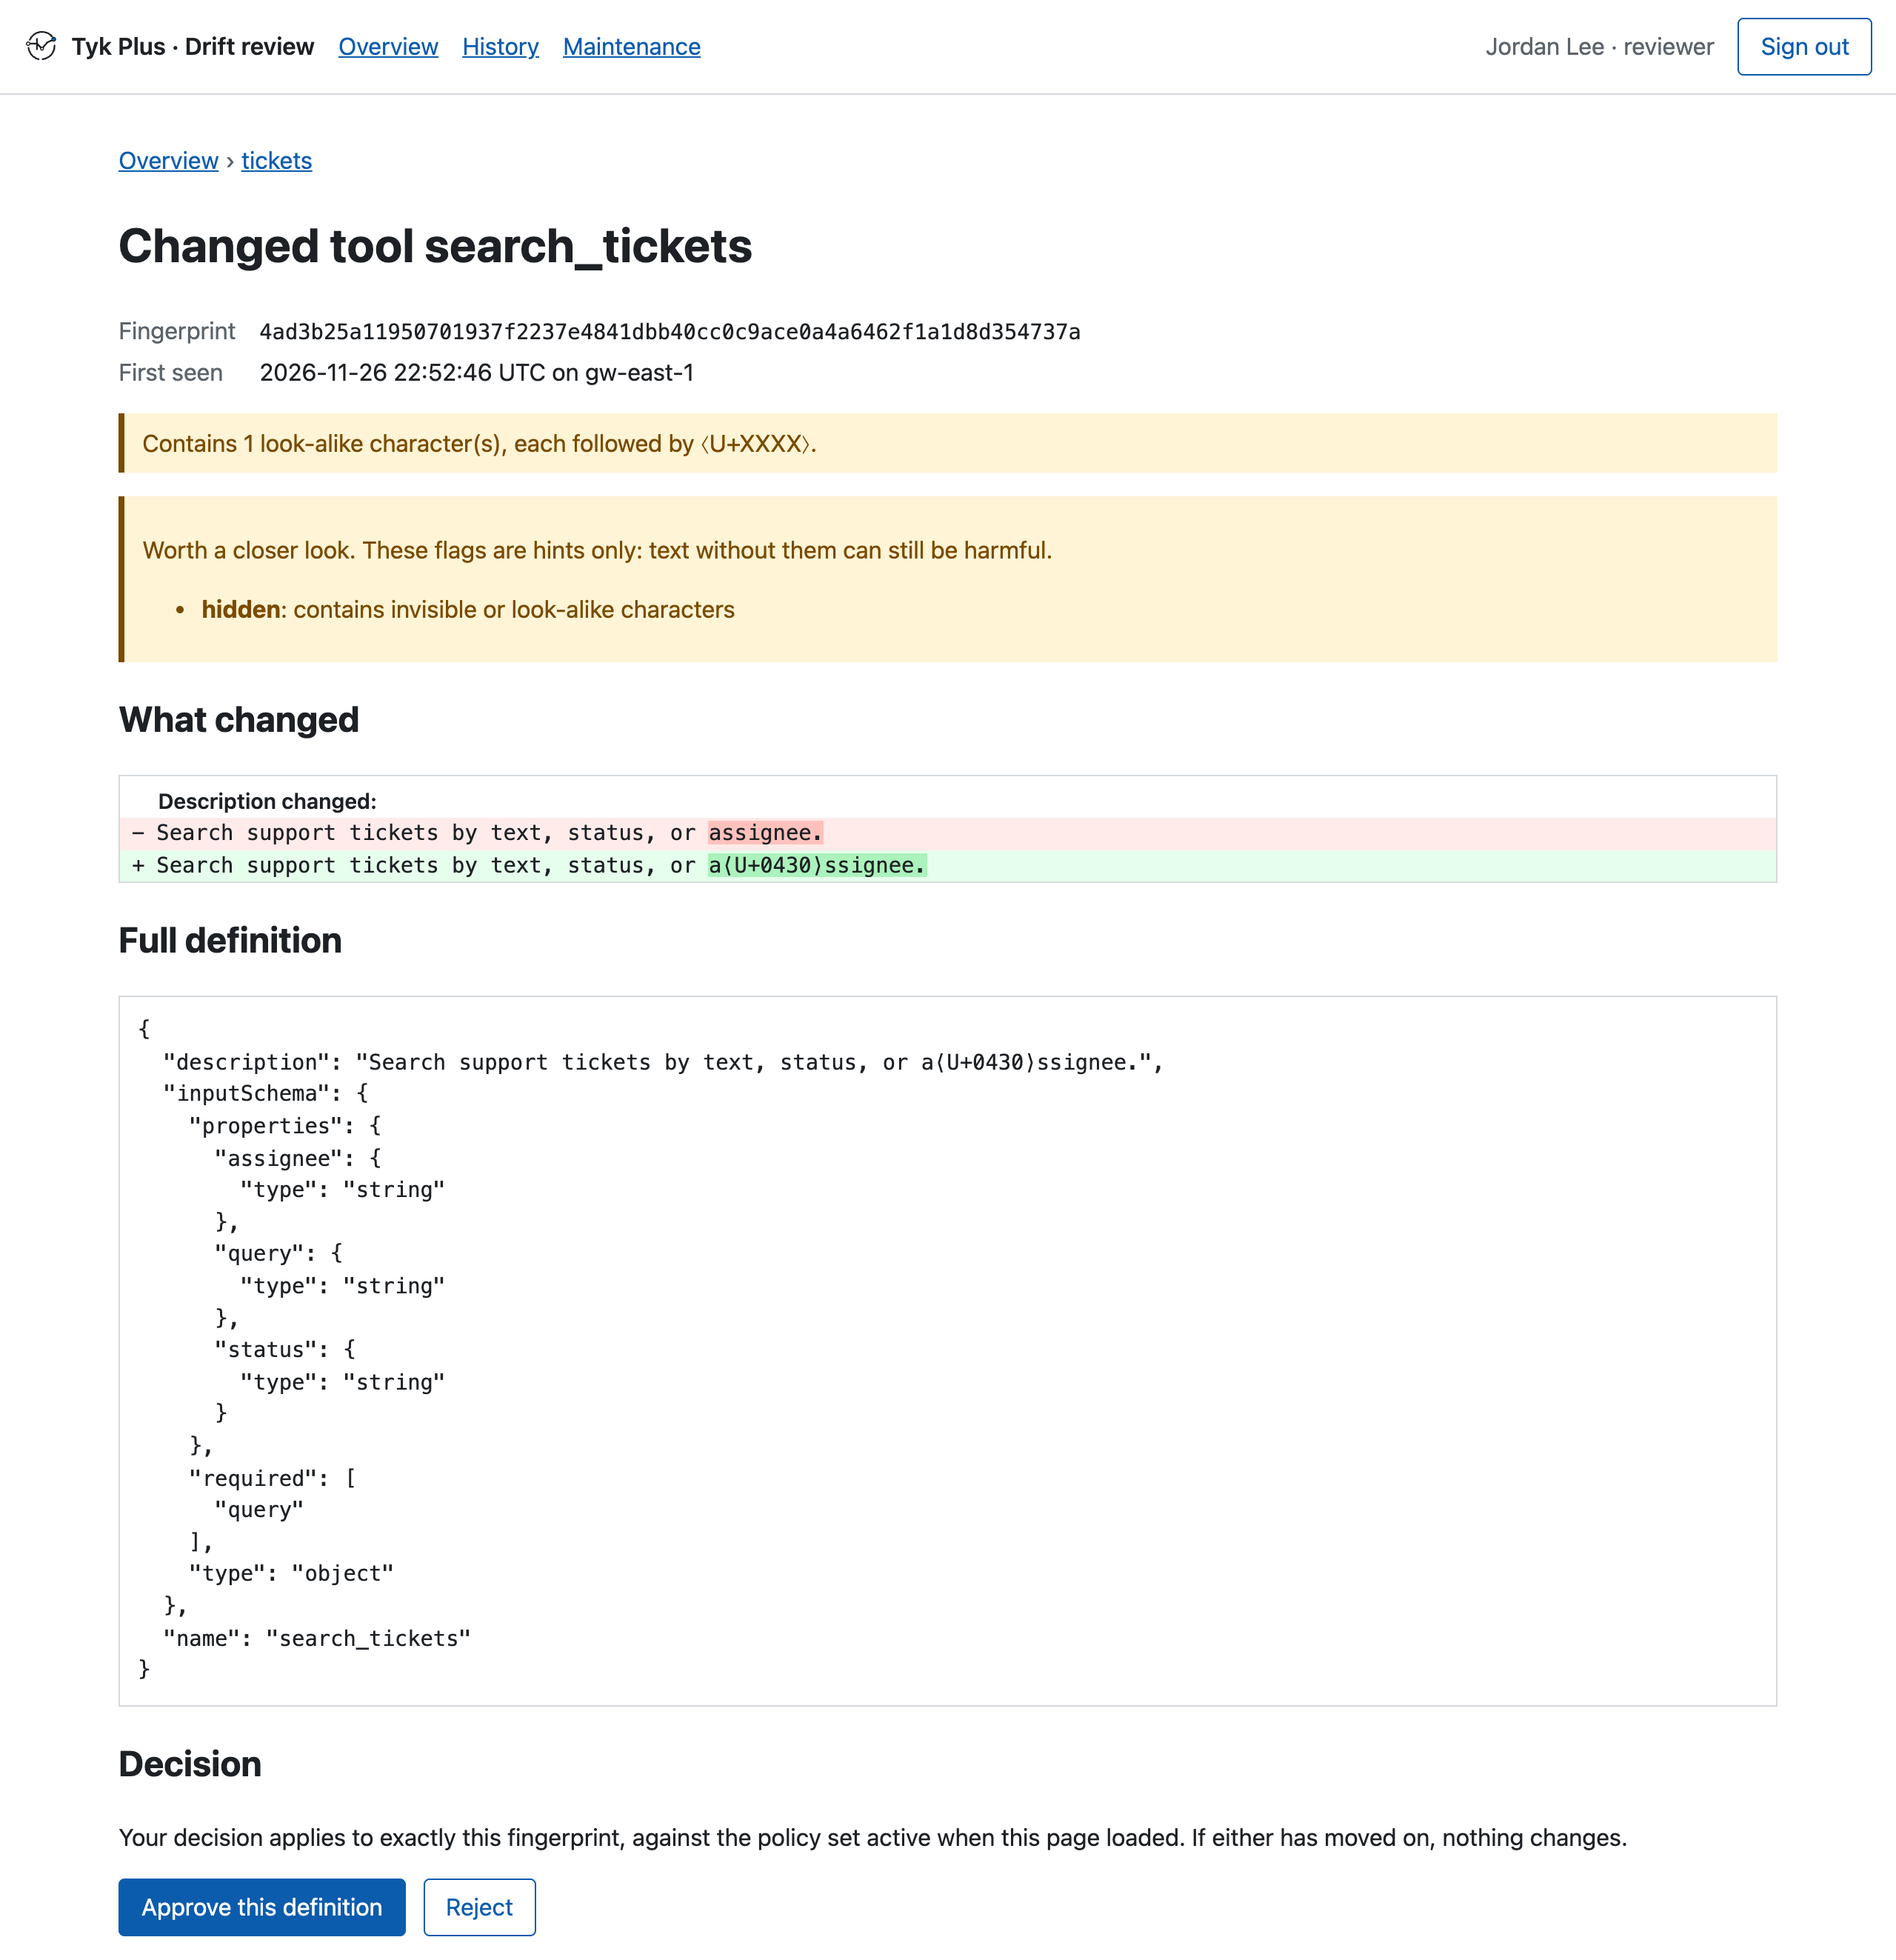 Tyk Plus · Drift review Overview History Maintenance Jordan Lee · reviewer Sign out
Overview › tickets
Changed tool search_tickets
Fingerprint 4ad3b25a11950701937f2237e4841dbb40cc0c9ace0a4a6462f1a1d8d354737a
First seen 2026-11-26 22:52:46 UTC on gw-east-1
Contains 1 look-alike character(s), each followed by ⟨U+XXXX⟩.
Worth a closer look. These flags are hints only: text without them can still be harmful.
• hidden: contains invisible or look-alike characters
What changed
Description changed:
− Search support tickets by text, status, or assignee.
+ Search support tickets by text, status, or а⟨U+0430⟩ssignee.
Full definition
{
  "description": "Search support tickets by text, status, or а⟨U+0430⟩ssignee.",
  "inputSchema": {
    "properties": {
      "assignee": {
        "type": "string"
      },
      "query": {
        "type": "string"
      },
      "status": {
        "type": "string"
      }
    },
    "required": [
      "query"
    ],
    "type": "object"
  },
  "name": "search_tickets"
}
Decision
Your decision applies to exactly this fingerprint, against the policy set active when this page loaded. If either has moved on, nothing changes.
Approve this definition Reject